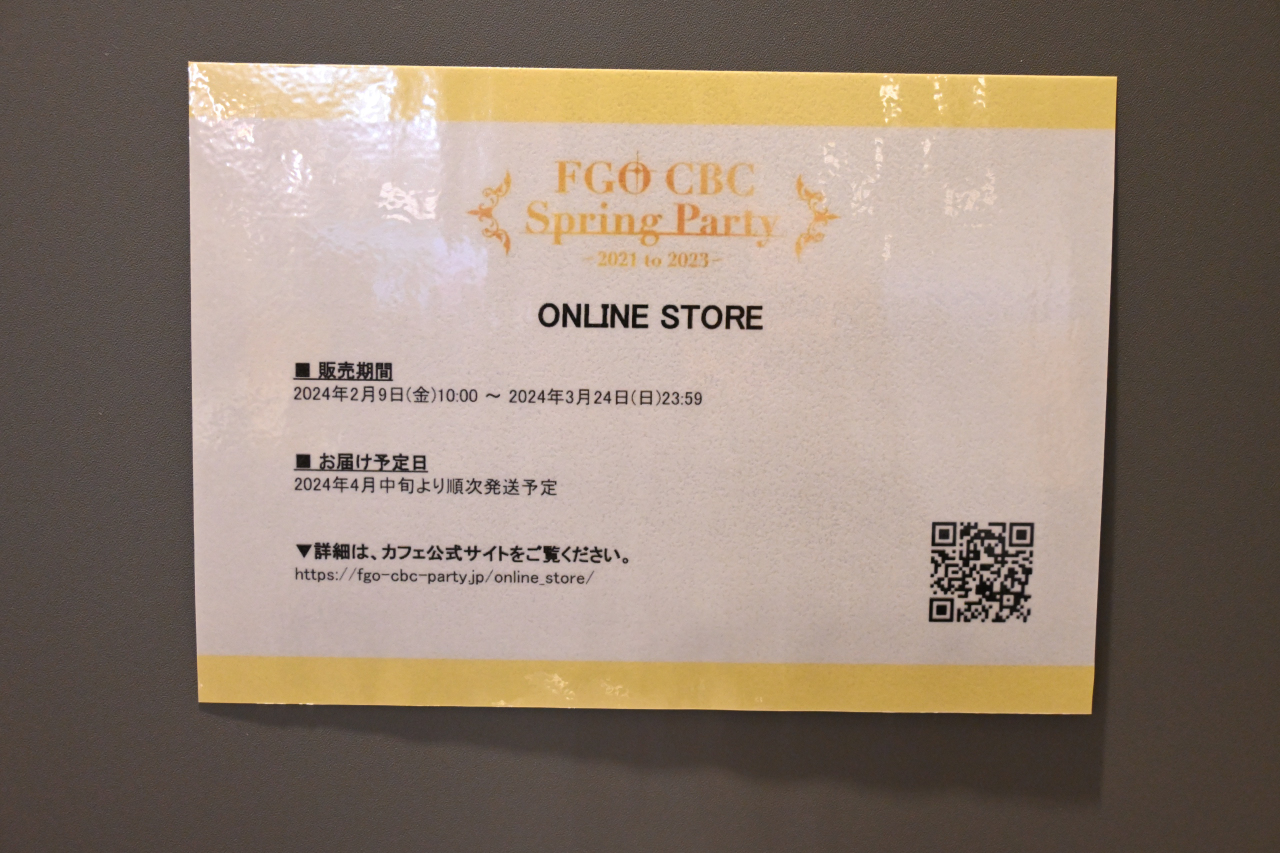 FGO CBC
Spring Party
-2021 to 2023-
ONLINE STORE
■ 販売期間
2024年2月9日(金)10:00 ～ 2024年3月24日(日)23:59
■ お届け予定日
2024年4月中旬より順次発送予定
▼詳細は、カフェ公式サイトをご覧ください。
https://fgo-cbc-party.jp/online_store/